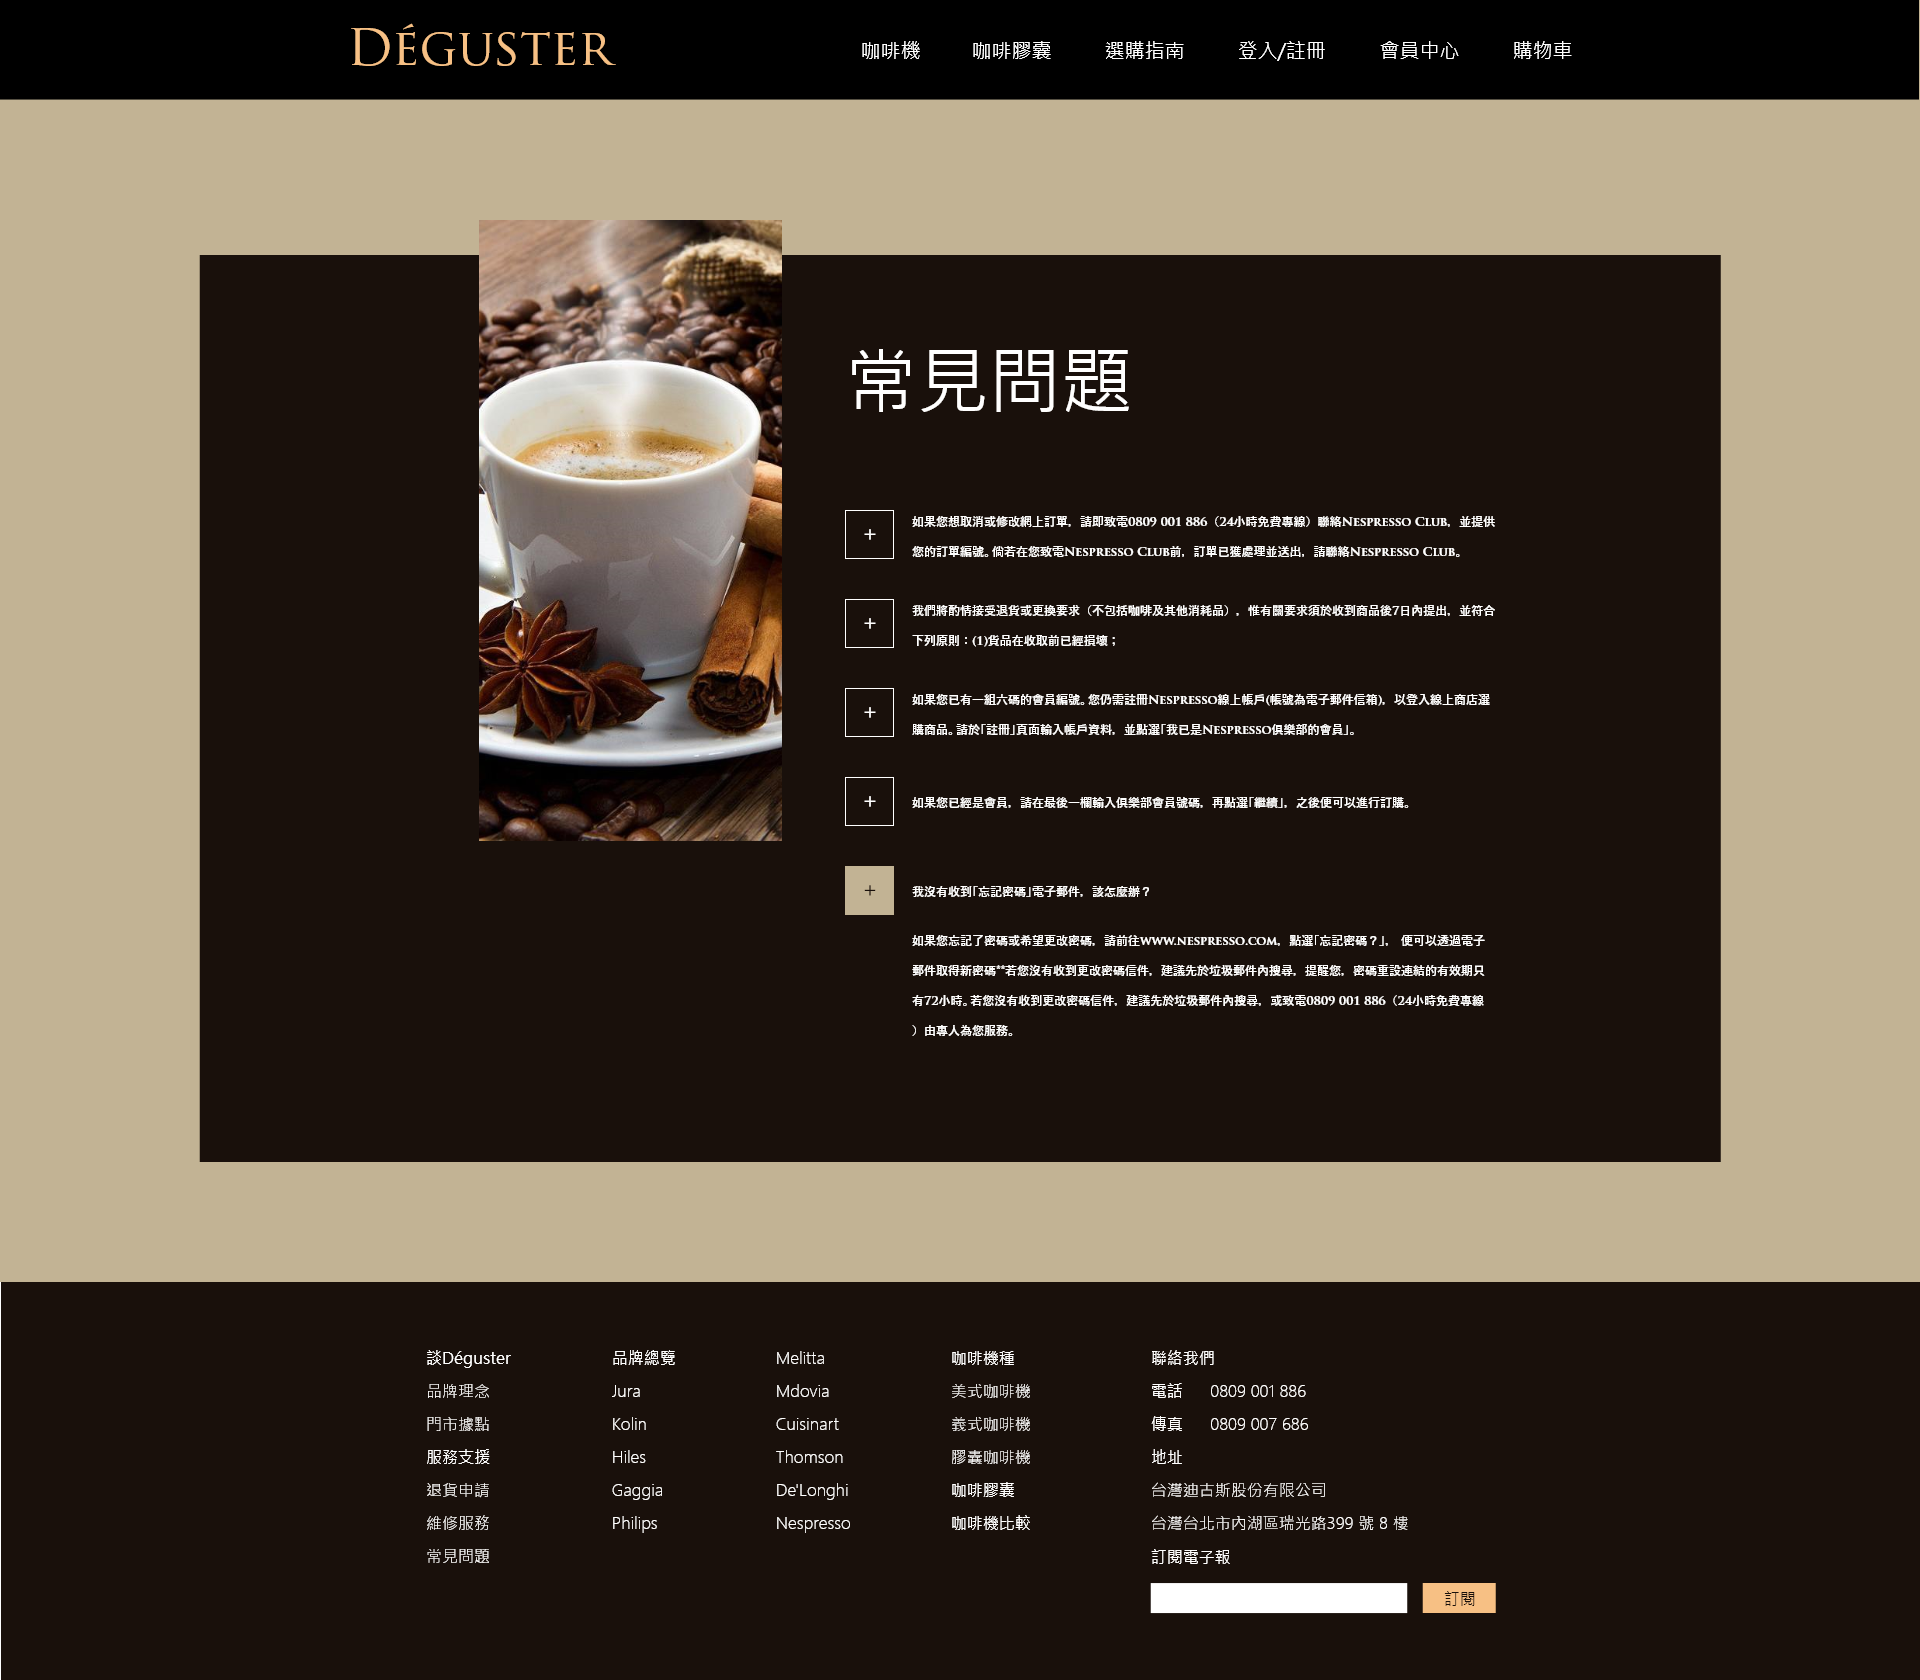 DÉGUSTER
咖啡機 咖啡膠囊 選購指南 登入/註冊 會員中心 購物車
常見問題
+ 如果您想取消或修改網上訂單，請即致電0809 001 886（24小時免費專線）聯絡Nespresso Club，並提供
您的訂單編號。倘若在您致電Nespresso Club前，訂單已獲處理並送出，請聯絡Nespresso Club。
+ 我們將酌情接受退貨或更換要求（不包括咖啡及其他消耗品），惟有關要求須於收到商品後7日內提出，並符合
下列原則：(1)貨品在收取前已經損壞；
+ 如果您已有一組六碼的會員編號。您仍需註冊Nespresso線上帳戶(帳號為電子郵件信箱)，以登入線上商店選
購商品。請於「註冊」頁面輸入帳戶資料，並點選「我已是Nespresso俱樂部的會員」。
+ 如果您已經是會員，請在最後一欄輸入俱樂部會員號碼，再點選「繼續」，之後便可以進行訂購。
+ 我沒有收到「忘記密碼」電子郵件，該怎麼辦？
如果您忘記了密碼或希望更改密碼，請前往www.nespresso.com，點選「忘記密碼？」， 便可以透過電子
郵件取得新密碼**若您沒有收到更改密碼信件，建議先於垃圾郵件內搜尋，提醒您，密碼重設連結的有效期只
有72小時。若您沒有收到更改密碼信件，建議先於垃圾郵件內搜尋，或致電0809 001 886（24小時免費專線
）由專人為您服務。
談Déguster
品牌理念
門市據點
服務支援
退貨申請
維修服務
常見問題
品牌總覽
Jura
Kolin
Hiles
Gaggia
Philips
Melitta
Mdovia
Cuisinart
Thomson
De'Longhi
Nespresso
咖啡機種
美式咖啡機
義式咖啡機
膠囊咖啡機
咖啡膠囊
咖啡機比較
聯絡我們
電話 0809 001 886
傳真 0809 007 686
地址
台灣迪古斯股份有限公司
台灣台北市內湖區瑞光路399 號 8 樓
訂閱電子報
訂閱